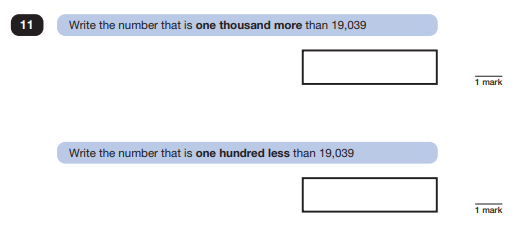 11 Write the number that is one thousand more than 19,039
1 mark
Write the number that is one hundred less than 19,039
1 mark